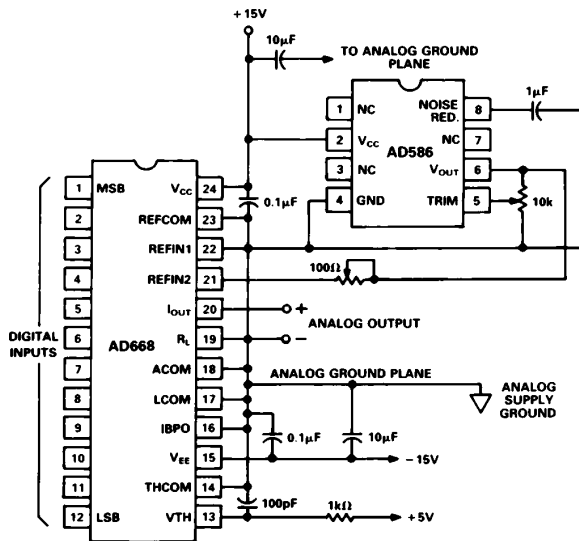 +15V
10μF
TO ANALOG GROUND
PLANE
1 NC
NOISE
RED. 8
1μF
2 VCC
AD586
NC 7
3 NC
VOUT 6
4 GND
TRIM 5
10k
1 MSB
VCC 24
0.1μF
2
REFCOM 23
3
REFIN1 22
4
REFIN2 21
100Ω
5
IOUT 20
+
ANALOG OUTPUT
DIGITAL
INPUTS
6
AD668
RL 19
–
7
ACOM 18
ANALOG GROUND PLANE
8
LCOM 17
ANALOG
SUPPLY
GROUND
9
IBPO 16
0.1μF
10μF
10
VEE 15
–15V
11
THCOM 14
100pF
1kΩ
12 LSB
VTH 13
+5V